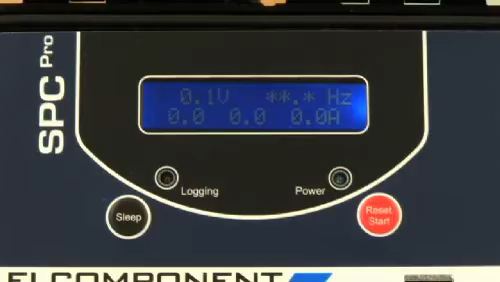 SPC Pro
0.1V **.* Hz
0.0 0.0 0.0A
Logging
Power
Sleep
Reset
Start
ELCOMPONENT